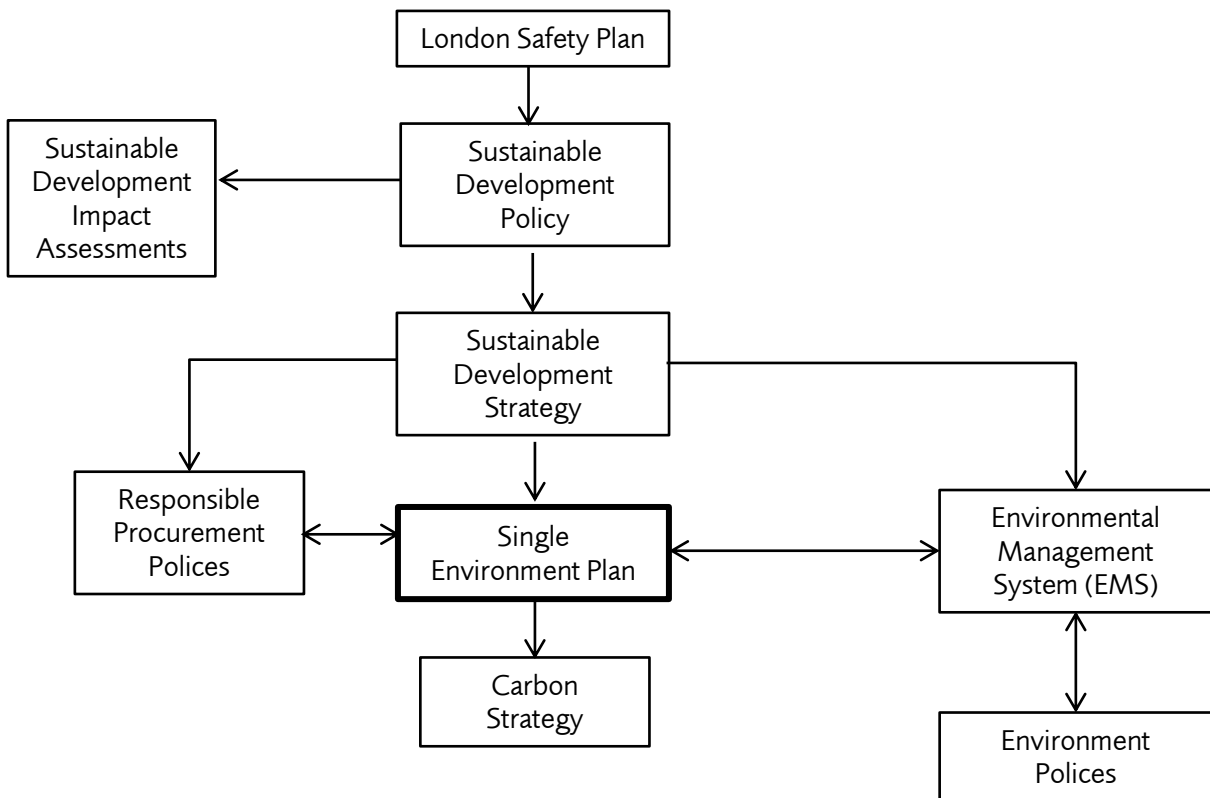 London Safety Plan
Sustainable
Development
Impact
Assessments
Sustainable
Development
Policy
Sustainable
Development
Strategy
Responsible
Procurement
Polices
Single
Environment Plan
Environmental
Management
System (EMS)
Carbon
Strategy
Environment
Polices